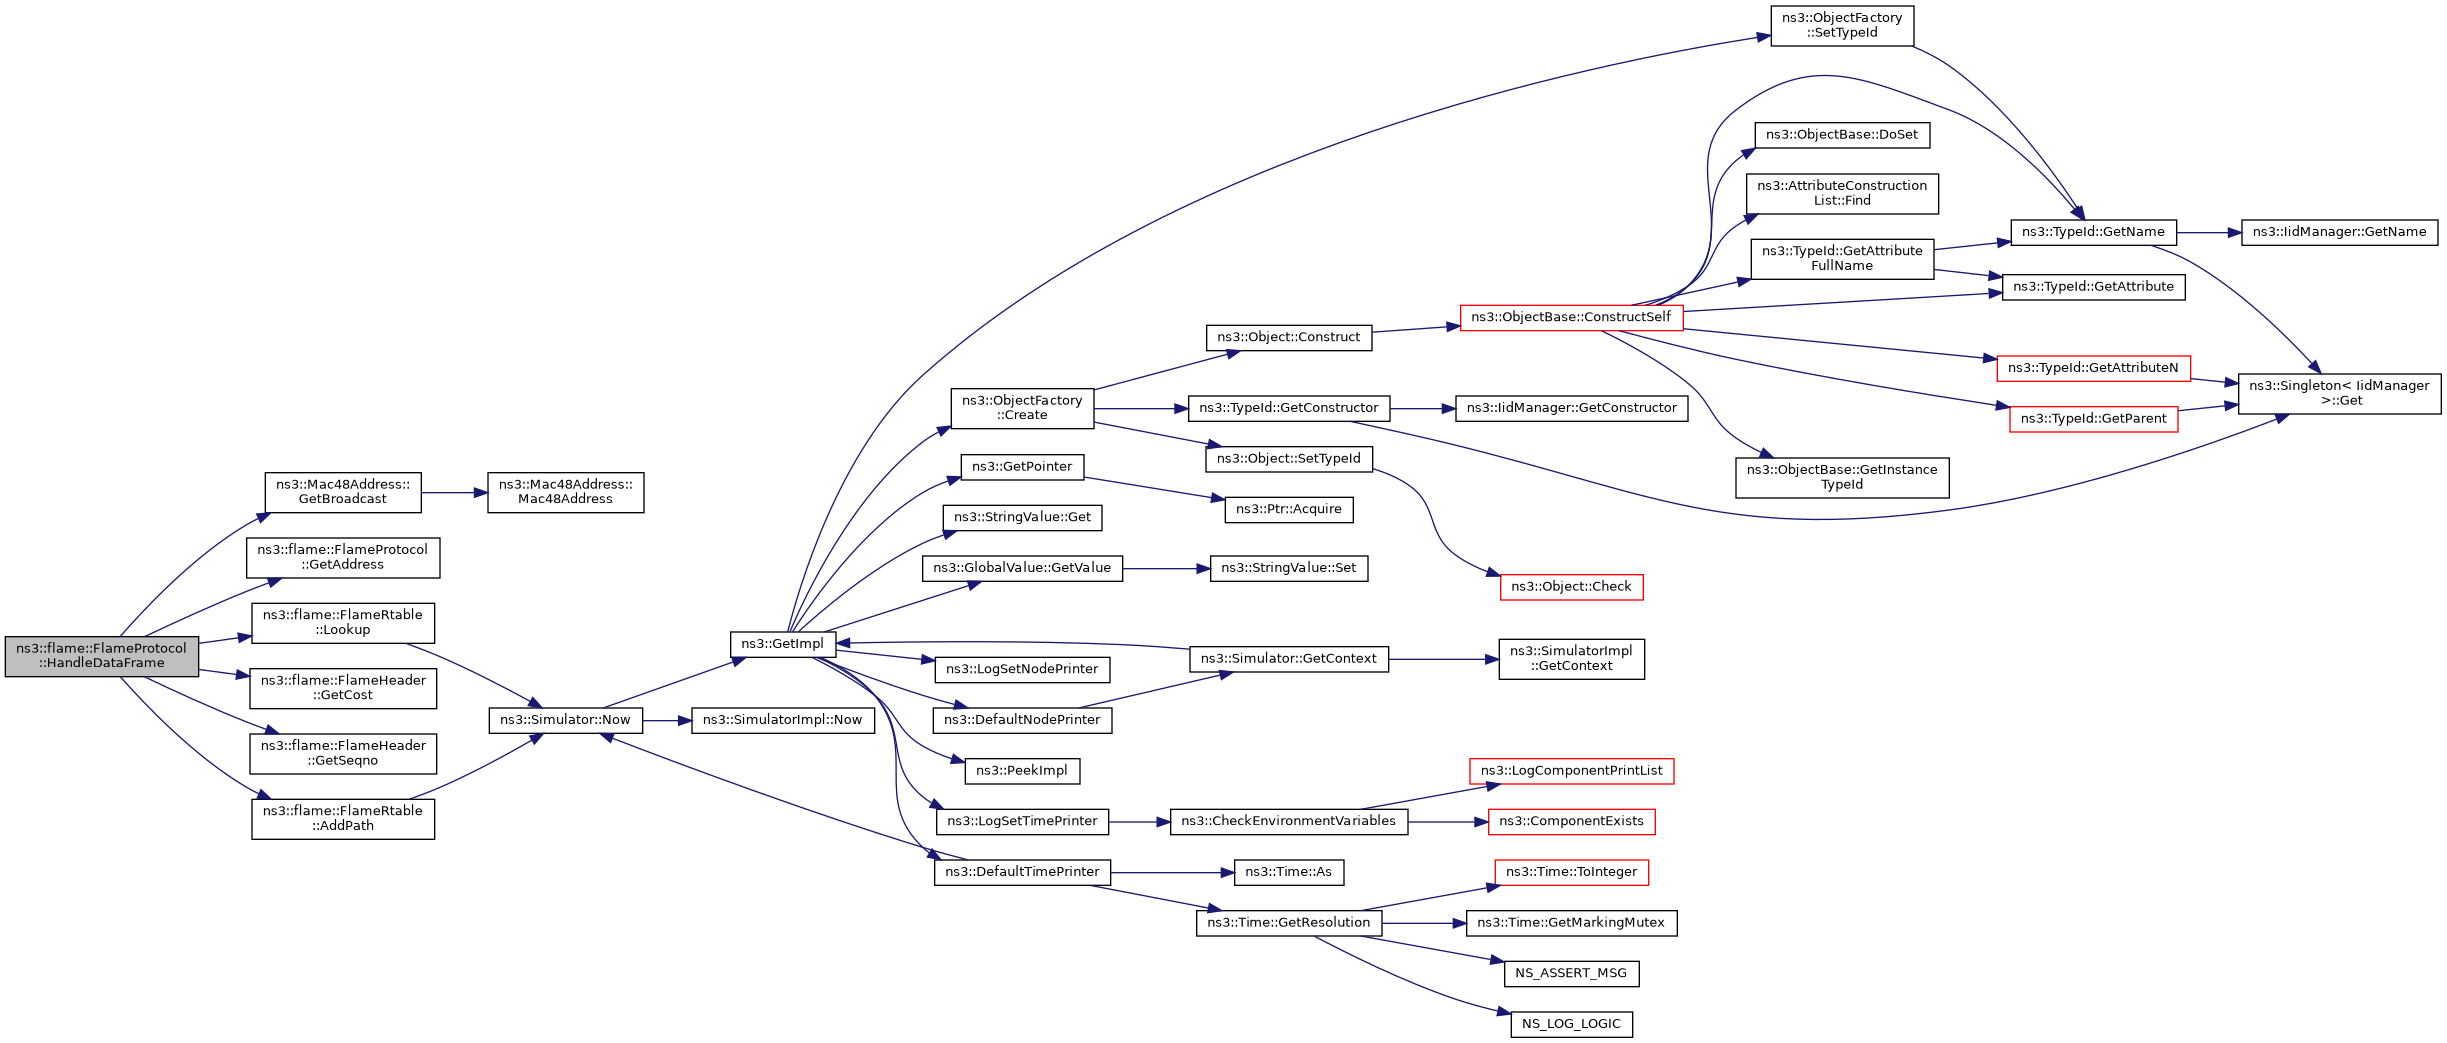 ns3::flame::FlameProtocol
::HandleDataFrame
ns3::Mac48Address::
GetBroadcast
ns3::Mac48Address::
Mac48Address
ns3::flame::FlameProtocol
::GetAddress
ns3::flame::FlameRtable
::Lookup
ns3::flame::FlameHeader
::GetCost
ns3::flame::FlameHeader
::GetSeqno
ns3::flame::FlameRtable
::AddPath
ns3::Simulator::Now
ns3::SimulatorImpl::Now
ns3::GetImpl
ns3::ObjectFactory
::SetTypeId
ns3::ObjectFactory
::Create
ns3::GetPointer
ns3::StringValue::Get
ns3::GlobalValue::GetValue
ns3::LogSetNodePrinter
ns3::DefaultNodePrinter
ns3::PeekImpl
ns3::LogSetTimePrinter
ns3::DefaultTimePrinter
ns3::Object::Construct
ns3::TypeId::GetConstructor
ns3::Object::SetTypeId
ns3::Ptr::Acquire
ns3::StringValue::Set
ns3::Simulator::GetContext
ns3::CheckEnvironmentVariables
ns3::Time::As
ns3::Time::GetResolution
ns3::ObjectBase::ConstructSelf
ns3::IidManager::GetConstructor
ns3::Object::Check
ns3::SimulatorImpl
::GetContext
ns3::LogComponentPrintList
ns3::ComponentExists
ns3::Time::ToInteger
ns3::Time::GetMarkingMutex
NS_ASSERT_MSG
NS_LOG_LOGIC
ns3::ObjectBase::DoSet
ns3::AttributeConstruction
List::Find
ns3::TypeId::GetAttribute
FullName
ns3::ObjectBase::GetInstance
TypeId
ns3::TypeId::GetName
ns3::TypeId::GetAttribute
ns3::TypeId::GetAttributeN
ns3::TypeId::GetParent
ns3::IidManager::GetName
ns3::Singleton< IidManager
>::Get